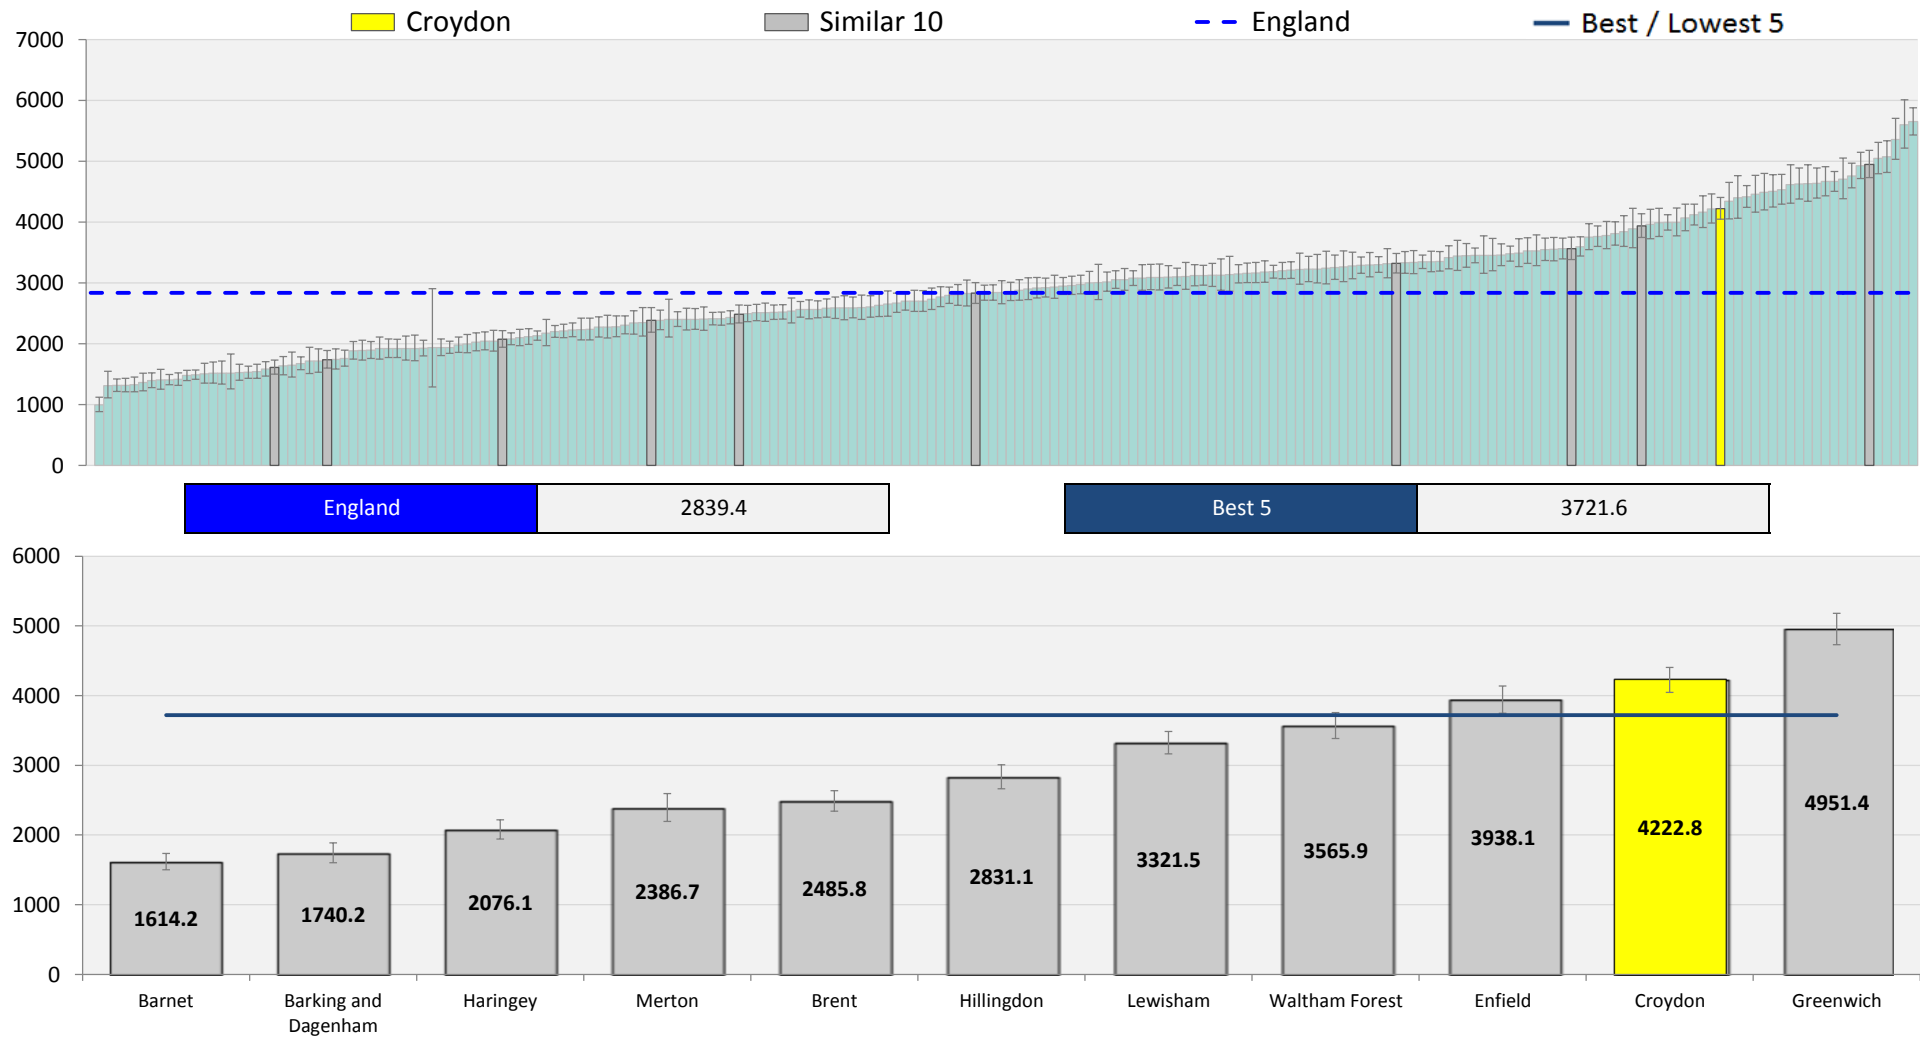 Croydon
Similar 10
England
Best / Lowest 5
7000
6000
5000
4000
3000
2000
1000
0
England 2839.4
Best 5 3721.6
6000
5000
4000
3000
2000
1000
0
1614.2
1740.2
2076.1
2386.7
2485.8
2831.1
3321.5
3565.9
3938.1
4222.8
4951.4
Barnet
Barking and
Dagenham
Haringey
Merton
Brent
Hillingdon
Lewisham
Waltham Forest
Enfield
Croydon
Greenwich